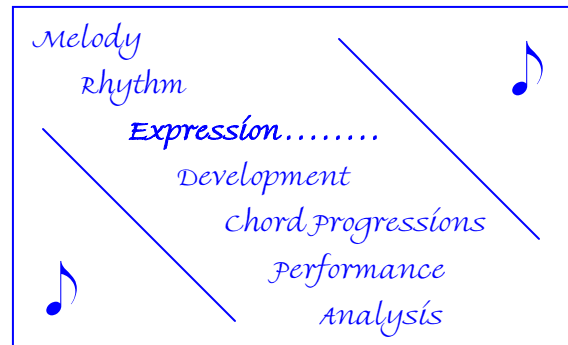 Melody
Rhythm
Expression........
Development
Chord Progressions
Performance
Analysis